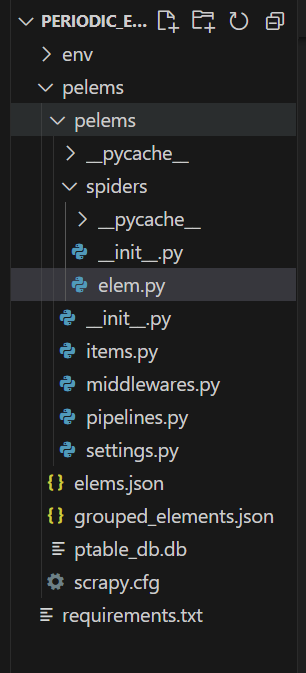 PERIODIC_E...
env
pelems
pelems
__pycache__
spiders
__pycache__
__init__.py
elem.py
__init__.py
items.py
middlewares.py
pipelines.py
settings.py
{} elems.json
{} grouped_elements.json
ptable_db.db
scrapy.cfg
requirements.txt